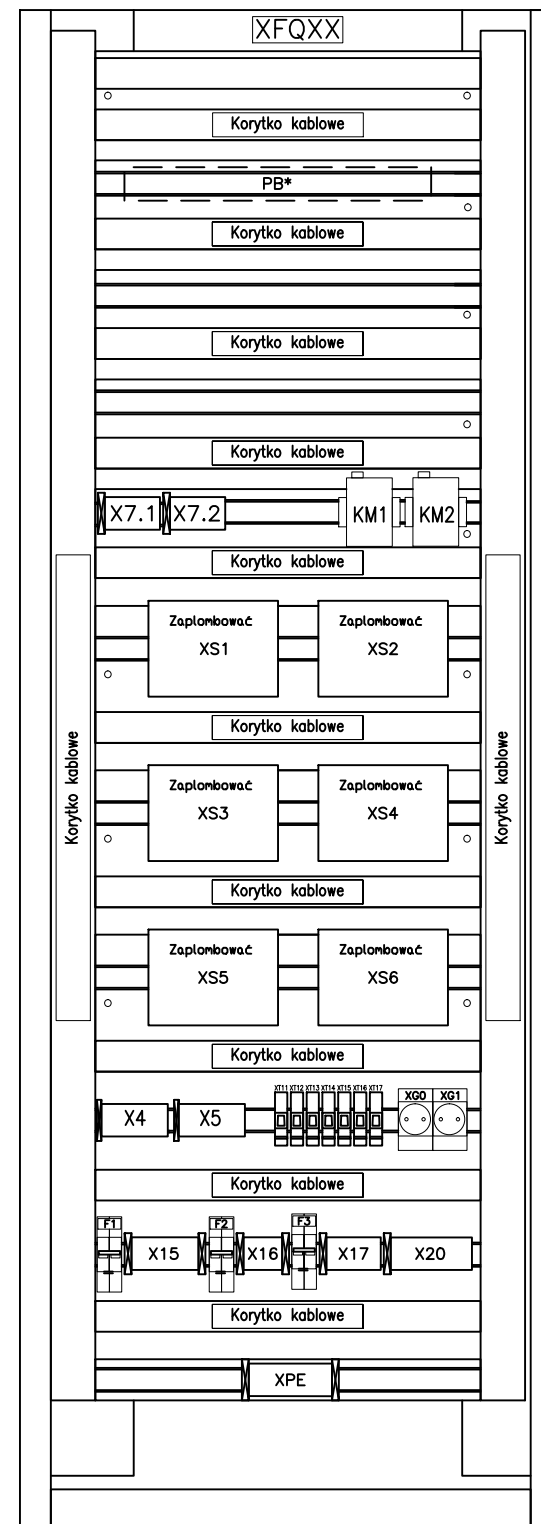 XFQXX
Korytko kablowe
PB*
Korytko kablowe
Korytko kablowe
Korytko kablowe
X7.1 X7.2 KM1 KM2
Korytko kablowe
Zaplombować Zaplombować
XS1 XS2
Korytko kablowe
Korytko kablowe
Korytko kablowe
Zaplombować Zaplombować
XS3 XS4
Korytko kablowe
Zaplombować Zaplombować
XS5 XS6
Korytko kablowe
XT11 XT12 XT13 XT14 XT15 XT16 XT17
XG0 XG1
X4 X5
Korytko kablowe
F1 F2 F3
X15 X16 X17 X20
Korytko kablowe
XPE